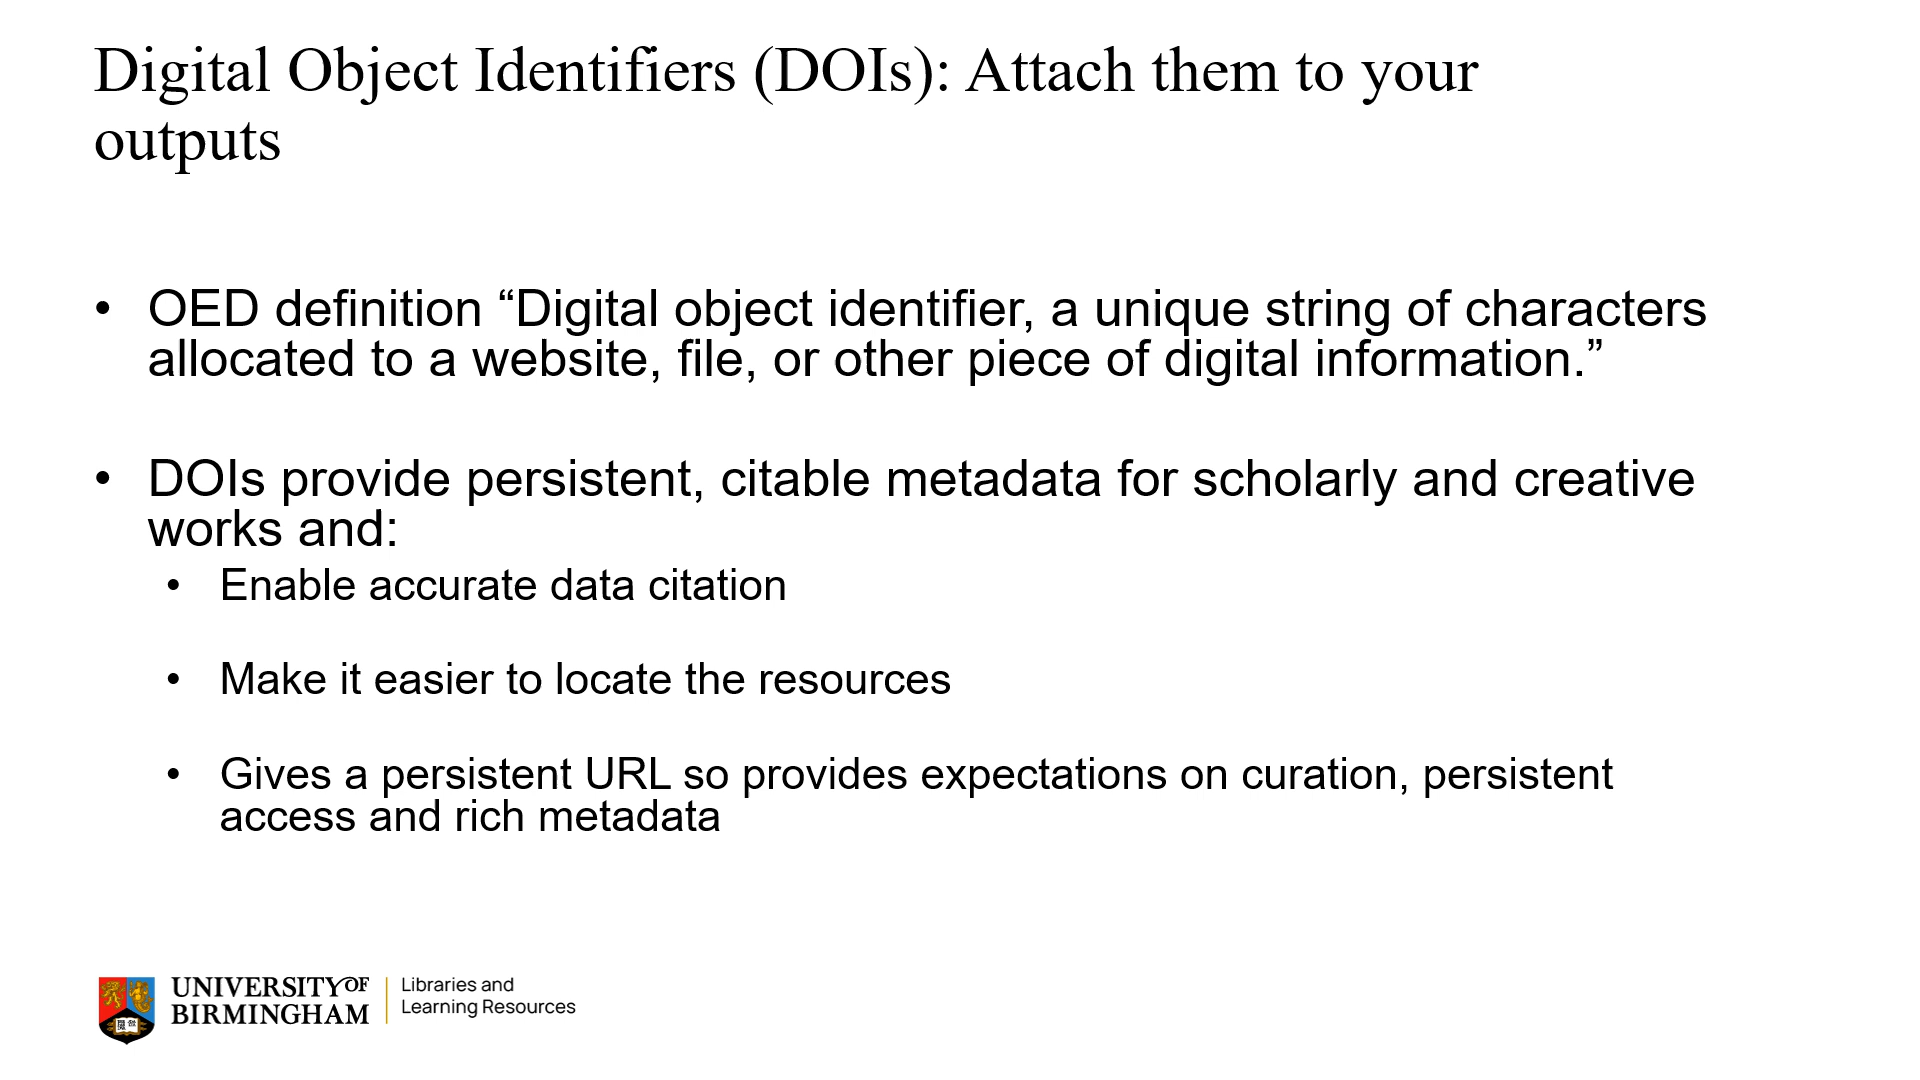 Digital Object Identifiers (DOIs): Attach them to your
outputs
• OED definition “Digital object identifier, a unique string of characters
allocated to a website, file, or other piece of digital information.”
• DOIs provide persistent, citable metadata for scholarly and creative
works and:
• Enable accurate data citation
• Make it easier to locate the resources
• Gives a persistent URL so provides expectations on curation, persistent
access and rich metadata
UNIVERSITY OF
BIRMINGHAM
Libraries and
Learning Resources